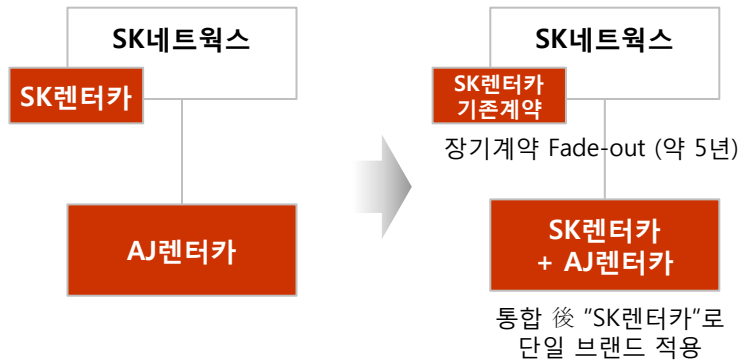 SK네트웍스
SK렌터카
AJ렌터카
SK네트웍스
SK렌터카
기존계약
장기계약 Fade-out (약 5년)
SK렌터카
+ AJ렌터카
통합 後 “SK렌터카”로
단일 브랜드 적용